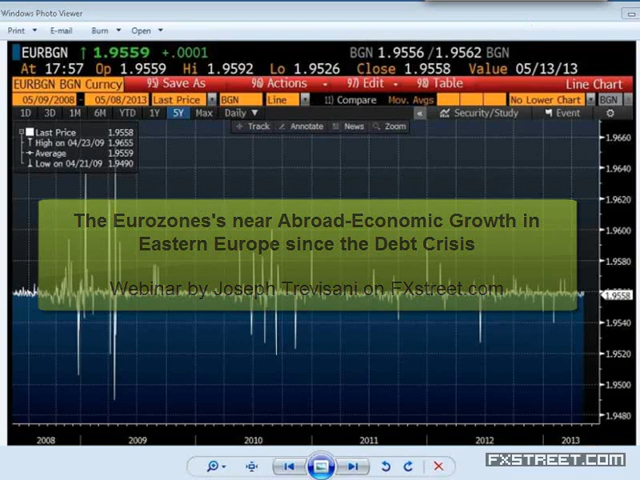 Windows Photo Viewer
Print E-mail Burn Open
EURBGN ↑ 1.9559 +.0001 BGN 1.9556/1.9562 BGN
At 17:57 Op 1.9559 Hi 1.9592 Lo 1.9526 Close 1.9558 Value 05/13/13
EURBGN BGN Curncy 99) Save As 90) Actions 97) Edit 98) Table Line Chart
05/09/2008 - 05/08/2013 Last Price BGN Line 11) Compare Mov. Avgs No Lower Chart BGN
1D 3D 1M 6M YTD 1Y 5Y Max Daily « Security/Study Event
Track Annotate News Zoom
Last Price 1.9558
High on 04/23/09 1.9655
Average 1.9559
Low on 04/21/09 1.9490
1.9660
1.9640
1.9620
1.9600
The Eurozones's near Abroad-Economic Growth in
Eastern Europe since the Debt Crisis
1.9580
Webinar by Joseph Trevisani on FXstreet.com
1.9558
1.9540
1.9520
1.9500
1.9480
2008 2009 2010 2011 2012 2013
FXSTREET.COM